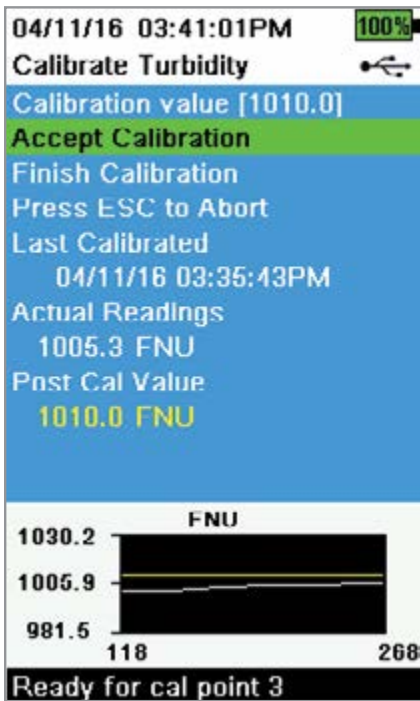 04/11/16 03:41:01PM 100%
Calibrate Turbidity
Calibration value [1010.0]
Accept Calibration
Finish Calibration
Press ESC to Abort
Last Calibrated
04/11/16 03:35:43PM
Actual Readings
1005.3 FNU
Post Cal Value
1010.0 FNU
FNU
1030.2
1005.9
981.5
118 268
Ready for cal point 3